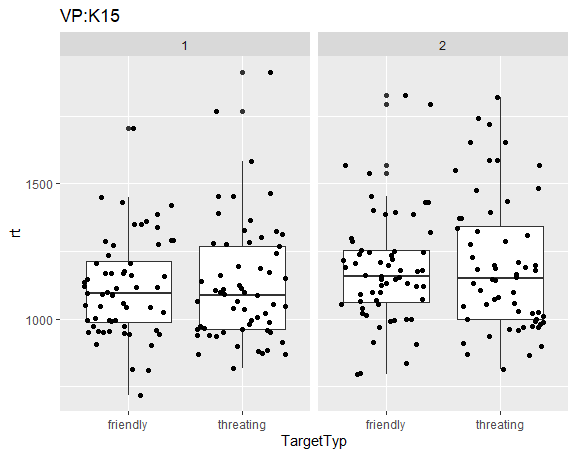 VP:K15
1
2
1500
1000
rt
friendly
threating
friendly
threating
TargetTyp